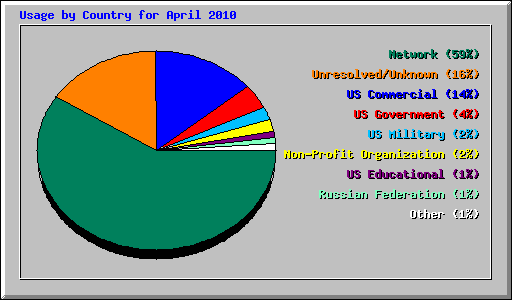 Usage by Country for April 2010
Network (59%)
Unresolved/Unknown (16%)
US Commercial (14%)
US Government (4%)
US Military (2%)
Non-Profit Organization (2%)
US Educational (1%)
Russian Federation (1%)
Other (1%)